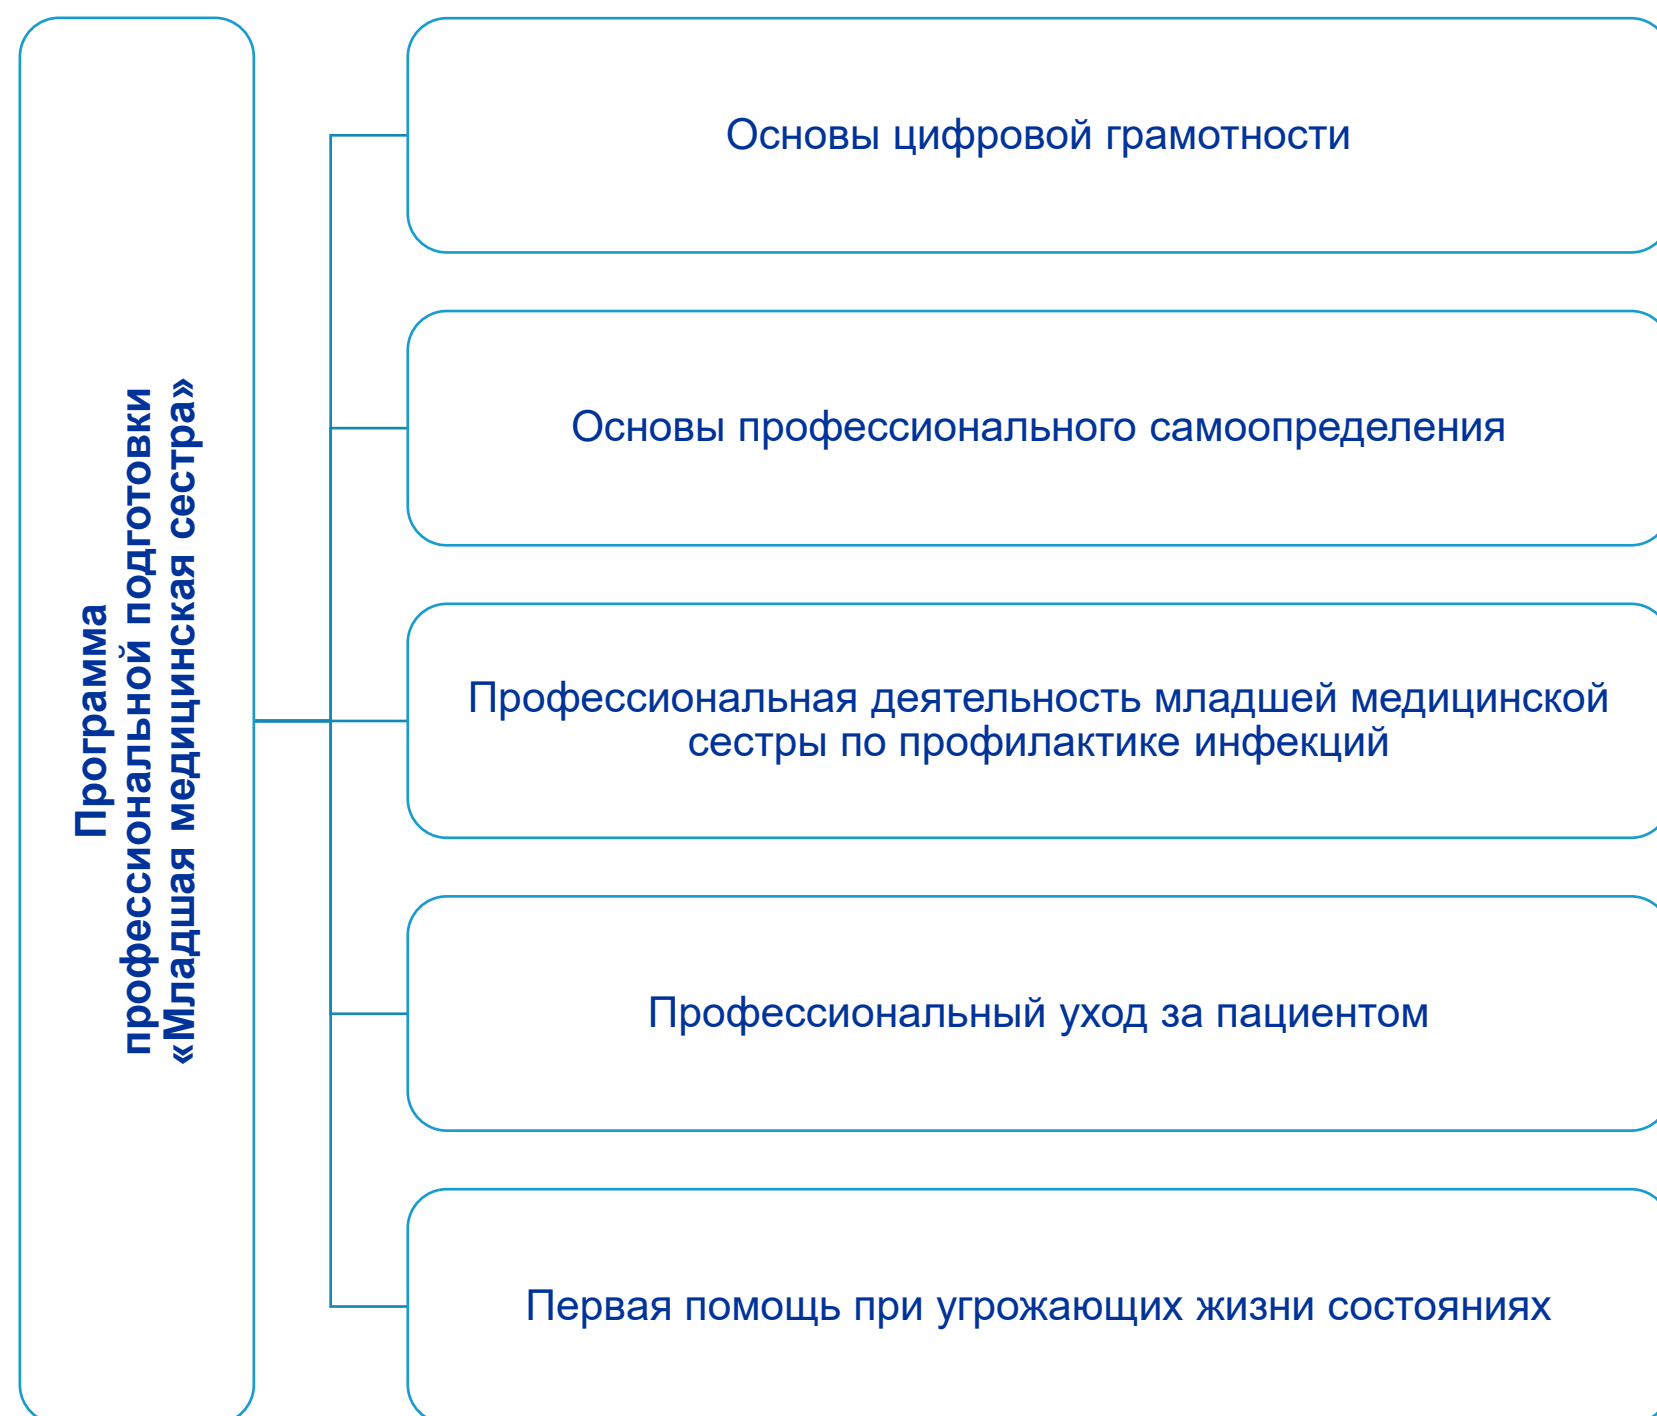 Программа
профессиональной подготовки
«Младшая медицинская сестра»
Основы цифровой грамотности
Основы профессионального самоопределения
Профессиональная деятельность младшей медицинской
сестры по профилактике инфекций
Профессиональный уход за пациентом
Первая помощь при угрожающих жизни состояниях